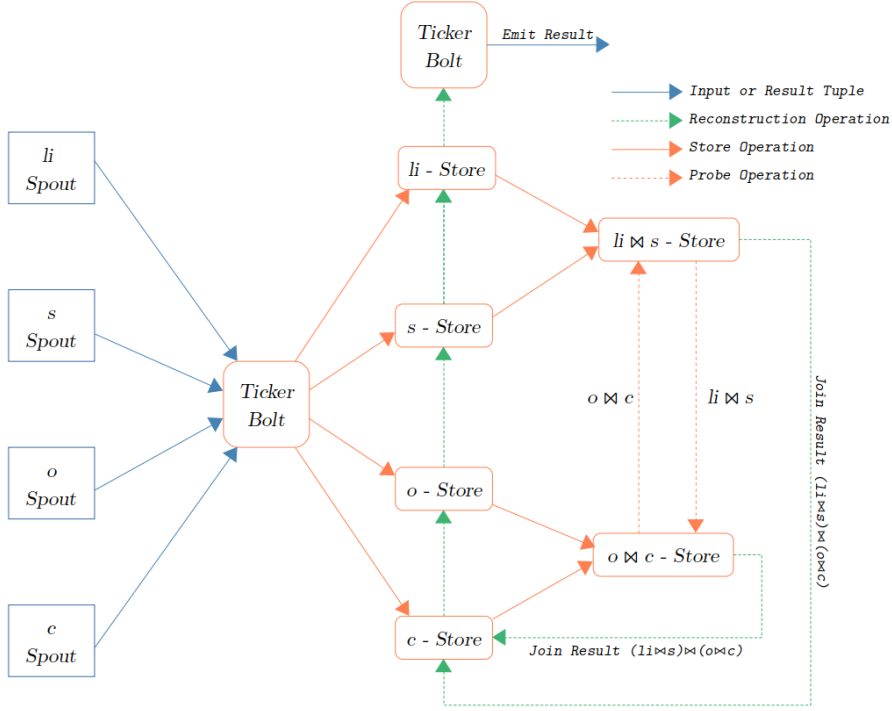 Ticker
Bolt
Emit Result
Input or Result Tuple
Reconstruction Operation
Store Operation
Probe Operation
li
Spout
li - Store
li ⋈ s - Store
s
Spout
s - Store
Ticker
Bolt
o ⋈ c
li ⋈ s
Join Result (li⋈s)⋈(o⋈c)
o
Spout
o - Store
o ⋈ c - Store
c
Spout
c - Store
Join Result (li⋈s)⋈(o⋈c)